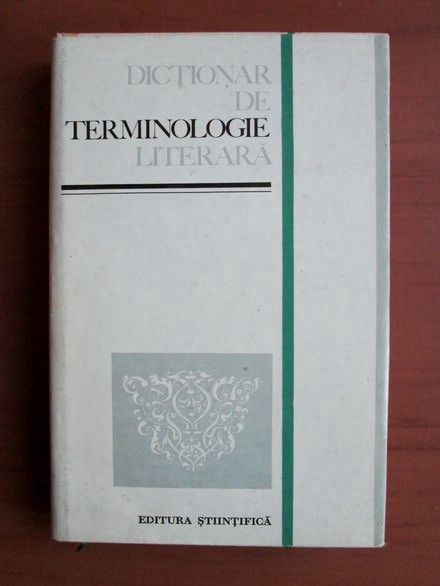 DICȚIONAR
DE
TERMINOLOGIE
LITERARĂ
EDITURA ȘTIINȚIFICĂ